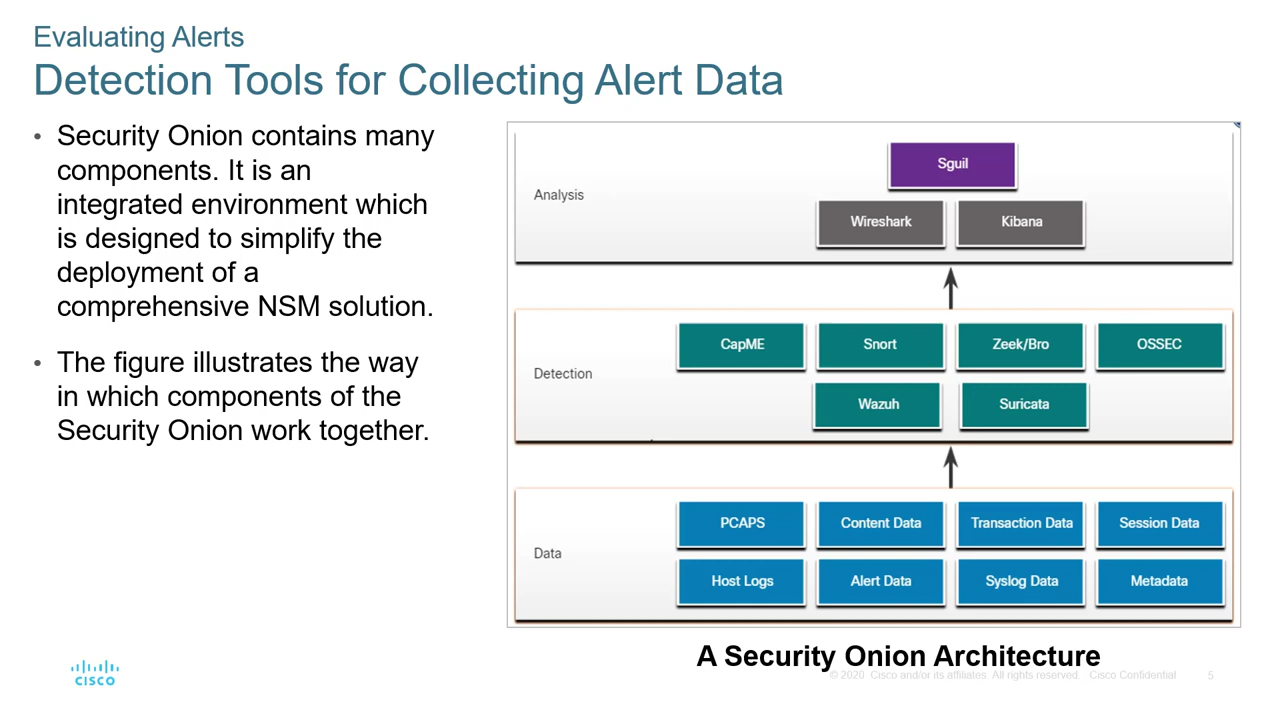 Evaluating Alerts
Detection Tools for Collecting Alert Data
• Security Onion contains many
components. It is an
integrated environment which
is designed to simplify the
deployment of a
comprehensive NSM solution.
• The figure illustrates the way
in which components of the
Security Onion work together.
Analysis
Sguil
Wireshark
Kibana
Detection
CapME
Snort
Zeek/Bro
OSSEC
Wazuh
Suricata
Data
PCAPS
Content Data
Transaction Data
Session Data
Host Logs
Alert Data
Syslog Data
Metadata
A Security Onion Architecture
CISCO
© 2020 Cisco and/or its affiliates. All rights reserved. Cisco Confidential
5